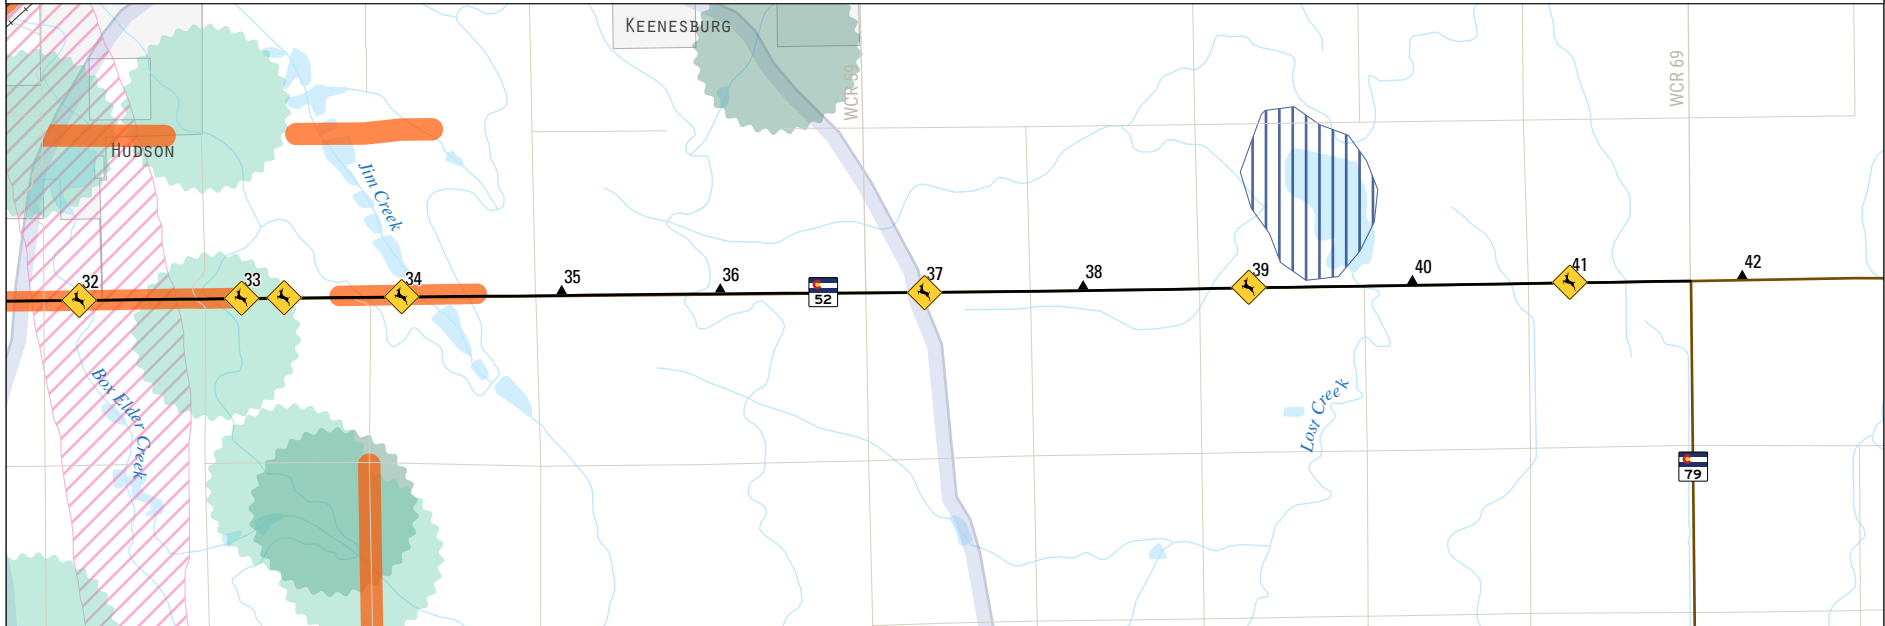 KEENESBURG
WCR 59
WCR 69
HUDSON
Jim Creek
32
33
34
35
36
52
37
38
39
40
41
42
Box Elder Creek
Lost Creek
79